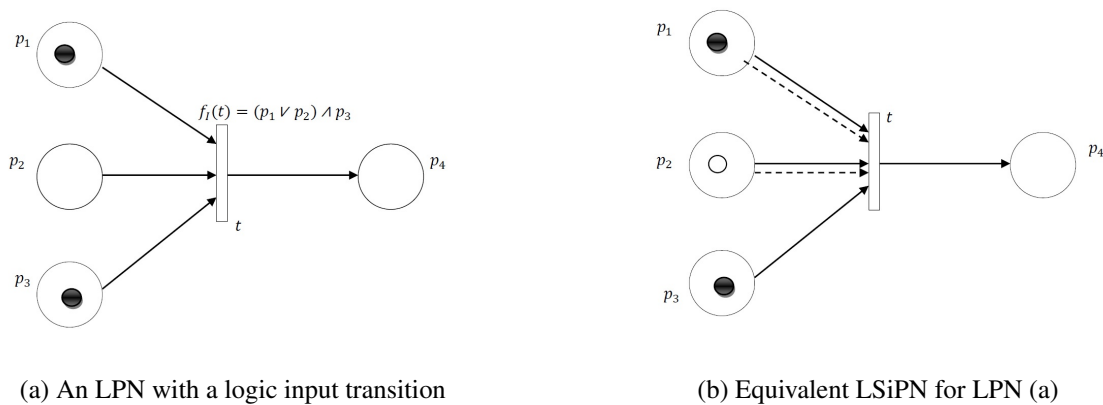 p₁
f_I(t) = (p₁ ∨ p₂) ∧ p₃
p₂
p₄
t
p₃
(a) An LPN with a logic input transition
p₁
t
p₂
p₄
p₃
(b) Equivalent LSiPN for LPN (a)